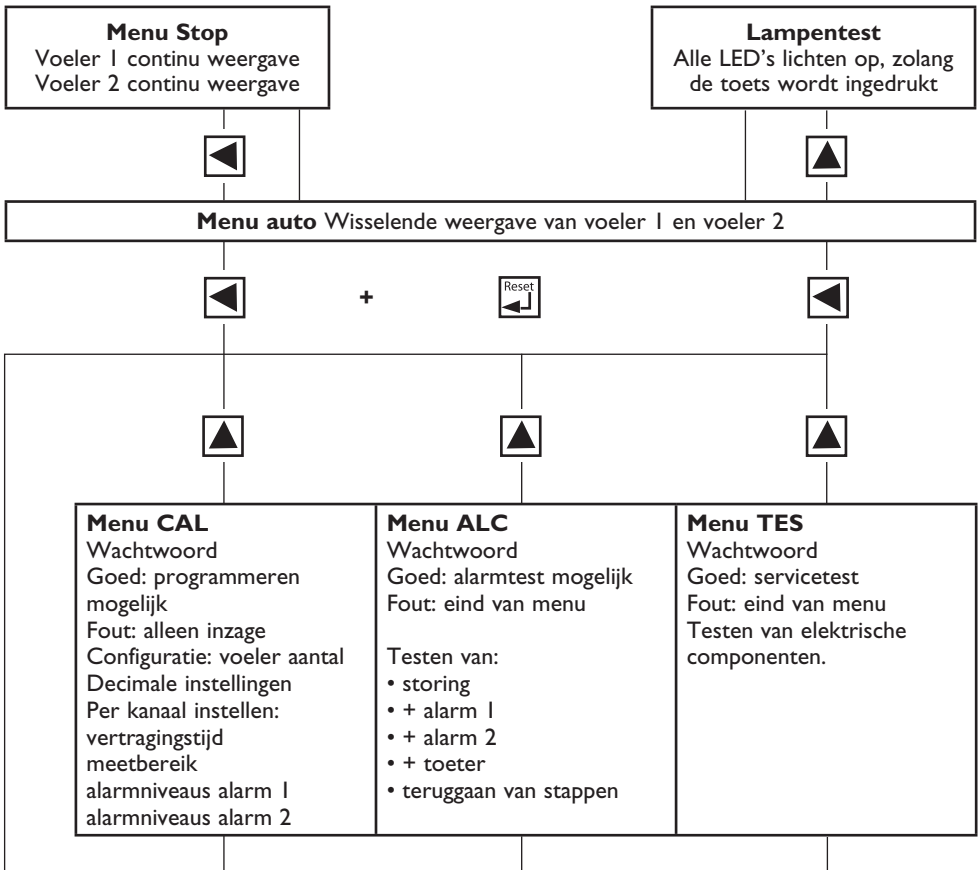 Menu Stop
Voeler 1 continu weergave
Voeler 2 continu weergave
Lampentest
Alle LED's lichten op, zolang
de toets wordt ingedrukt
Menu auto Wisselende weergave van voeler 1 en voeler 2
+
Reset
Menu CAL
Wachtwoord
Goed: programmeren
mogelijk
Fout: alleen inzage
Configuratie: voeler aantal
Decimale instellingen
Per kanaal instellen:
vertragingstijd
meetbereik
alarmniveaus alarm 1
alarmniveaus alarm 2
Menu ALC
Wachtwoord
Goed: alarmtest mogelijk
Fout: eind van menu
Testen van:
• storing
• + alarm 1
• + alarm 2
• + toeter
• teruggaan van stappen
Menu TES
Wachtwoord
Goed: servicetest
Fout: eind van menu
Testen van elektrische
componenten.